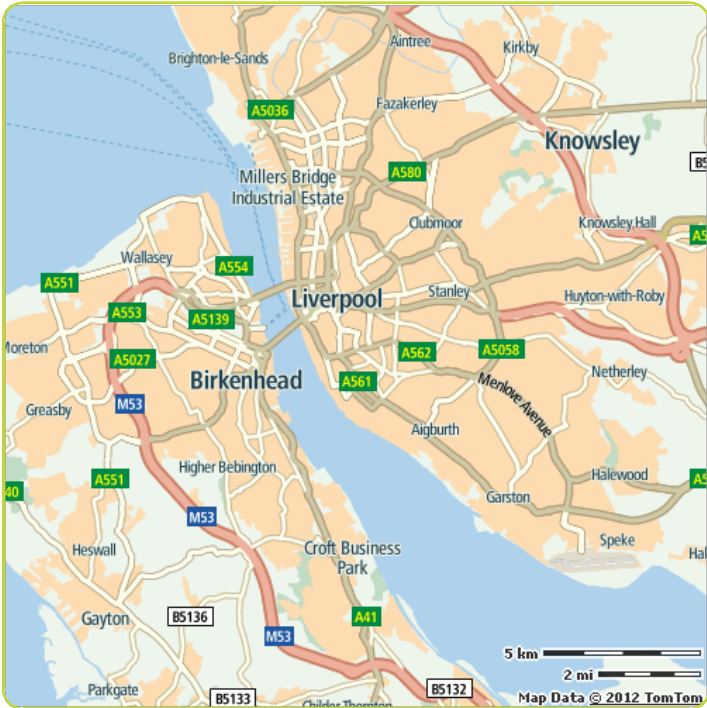 Aintree
Kirkby
Brighton-le-Sands
Fazakerley
A5036
Knowsley
B5
A580
Millers Bridge
Industrial Estate
Clubmoor
Knowsley Hall
A5
Wallasey
A554
A551
Liverpool
Stanley
Huyton-with-Roby
A553
A5139
A562
A5058
Moreton
A5027
Birkenhead
A561
Netherley
Menlove Avenue
Greasby
M53
Aigburth
Higher Bebington
A551
Halewood
A5
40
Garston
M53
Heswall
Croft Business
Park
Speke
Hal
Gayton
B5136
A41
M53
5 km
2 mi
Parkgate
B5133
B5132
Childer Thornton
Map Data © 2012 TomTom